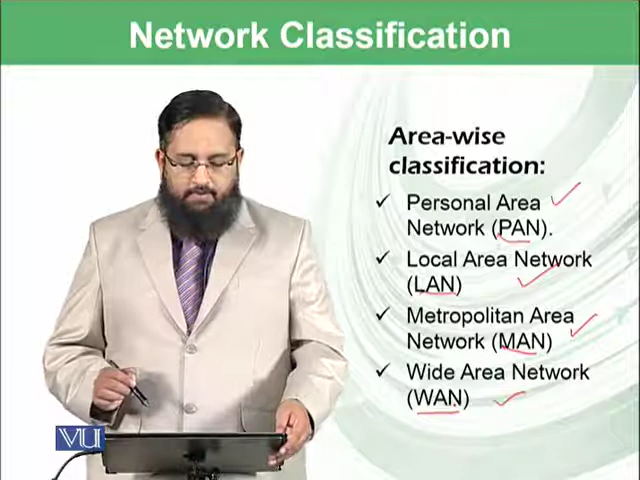 Network Classification
Area-wise
classification:
Personal Area
Network (PAN).
Local Area Network
(LAN)
Metropolitan Area
Network (MAN)
Wide Area Network
(WAN)
VU